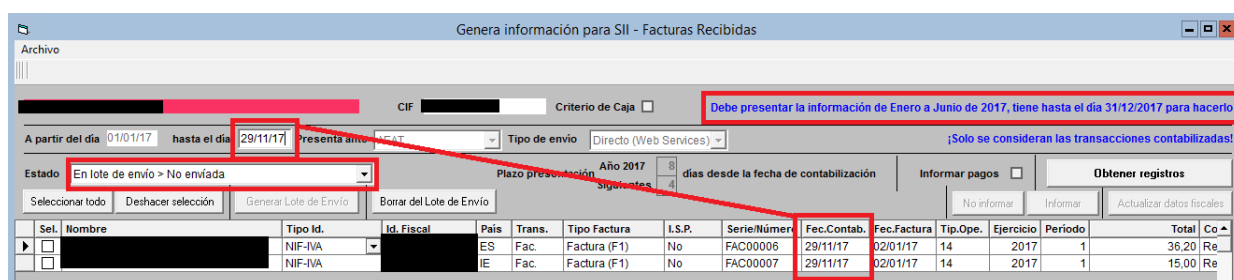 Genera información para SII - Facturas Recibidas
Archivo
CIF Criterio de Caja Debe presentar la información de Enero a Junio de 2017, tiene hasta el día 31/12/2017 para hacerlo
A partir del día 01/01/17 hasta el día 29/11/17 Presenta ante AEAT Tipo de envío Directo (Web Services) ¡Solo se consideran las transacciones contabilizadas!
Estado En lote de envío > No envíada Plazo presentación Año 2017 8 días desde la fecha de contabilización Informar pagos Obtener registros
Siguientes 4
Seleccionar todo Deshacer selección Generar Lote de Envío Borrar del Lote de Envío No informar Informar Actualizar datos fiscales
Sel. Nombre Tipo Id. Id. Fiscal País Trans. Tipo Factura I.S.P. Serie/Número Fec.Contab. Fec.Factura Tip.Ope. Ejercicio Periodo Total Co
NIF-IVA ES Fac. Factura (F1) No FAC00006 29/11/17 02/01/17 14 2017 1 36,20 Re
NIF-IVA IE Fac. Factura (F1) No FAC00007 29/11/17 02/01/17 14 2017 1 15,00 Re